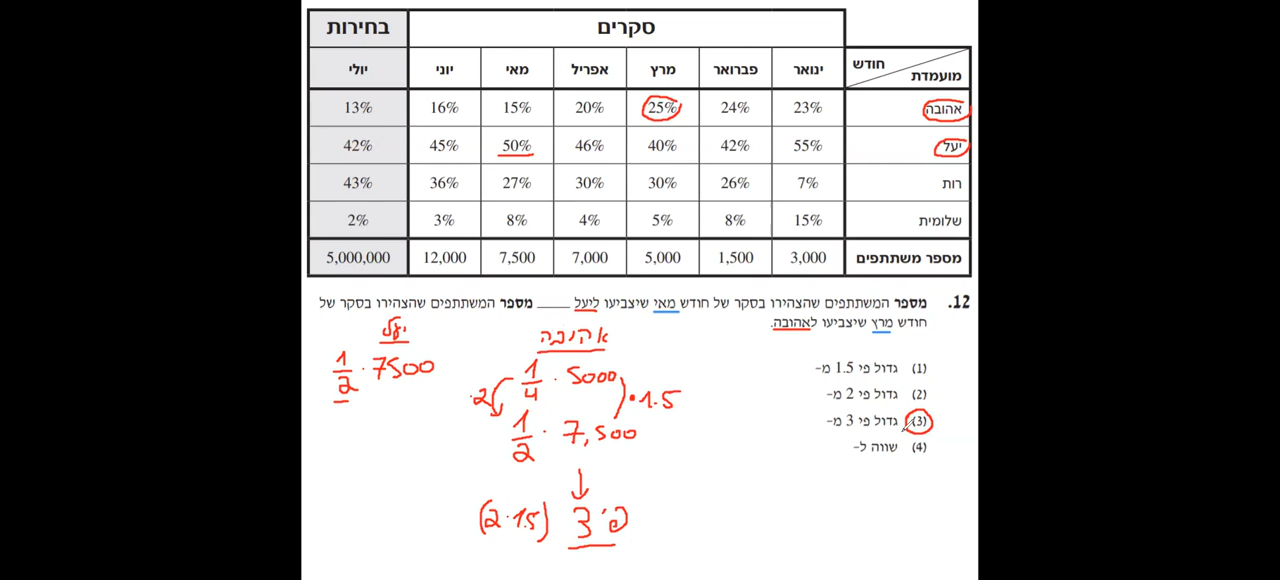 סקרים בחירות
מועמדת חודש ינואר פברואר מרץ אפריל מאי יוני יולי
אהובה 23% 24% 25% 20% 15% 16% 13%
יעל 55% 42% 40% 46% 50% 45% 42%
רות 7% 26% 30% 30% 27% 36% 43%
שלומית 15% 8% 5% 4% 8% 3% 2%
מספר משתתפים 3,000 1,500 5,000 7,000 7,500 12,000 5,000,000
12. מספר המשתתפים שהצהירו בסקר של חודש מאי שיצביעו ליעל ____ מספר המשתתפים שהצהירו בסקר של
חודש מרץ שיצביעו לאהובה.
(1) גדול פי 1.5 מ-
(2) גדול פי 2 מ-
(3) גדול פי 3 מ-
(4) שווה ל-
יעל
1/2 · 7500
אהובה
1/4 · 5000
·2 ·1.5
1/2 · 7,500
פי 3 (2·1.5)